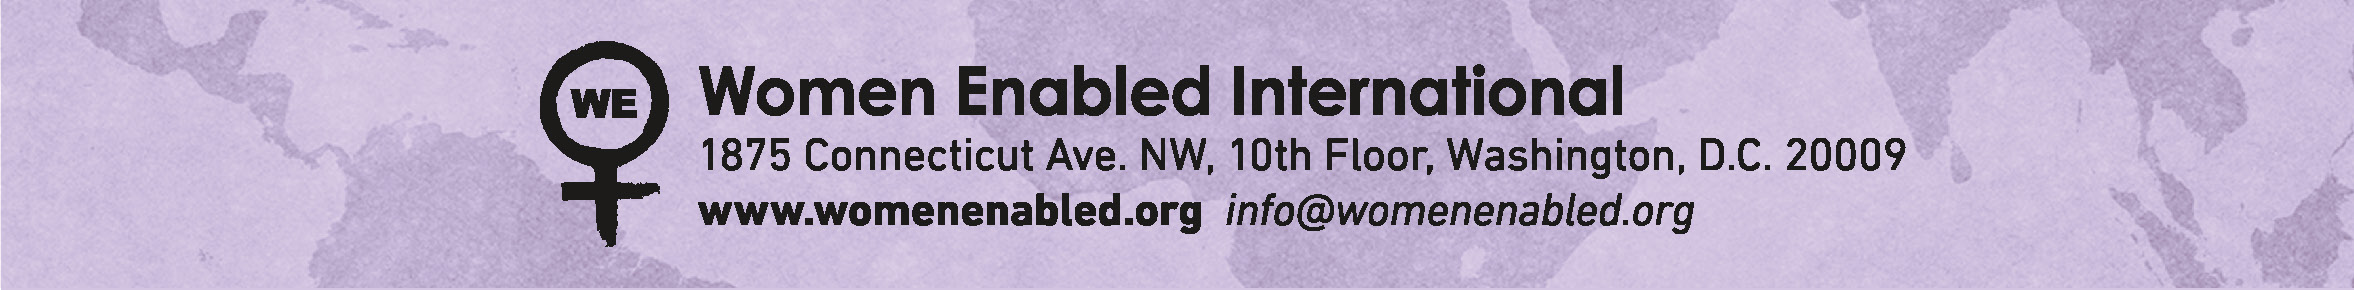 WE
Women Enabled International
1875 Connecticut Ave. NW, 10th Floor, Washington, D.C. 20009
www.womenenabled.org info@womenenabled.org